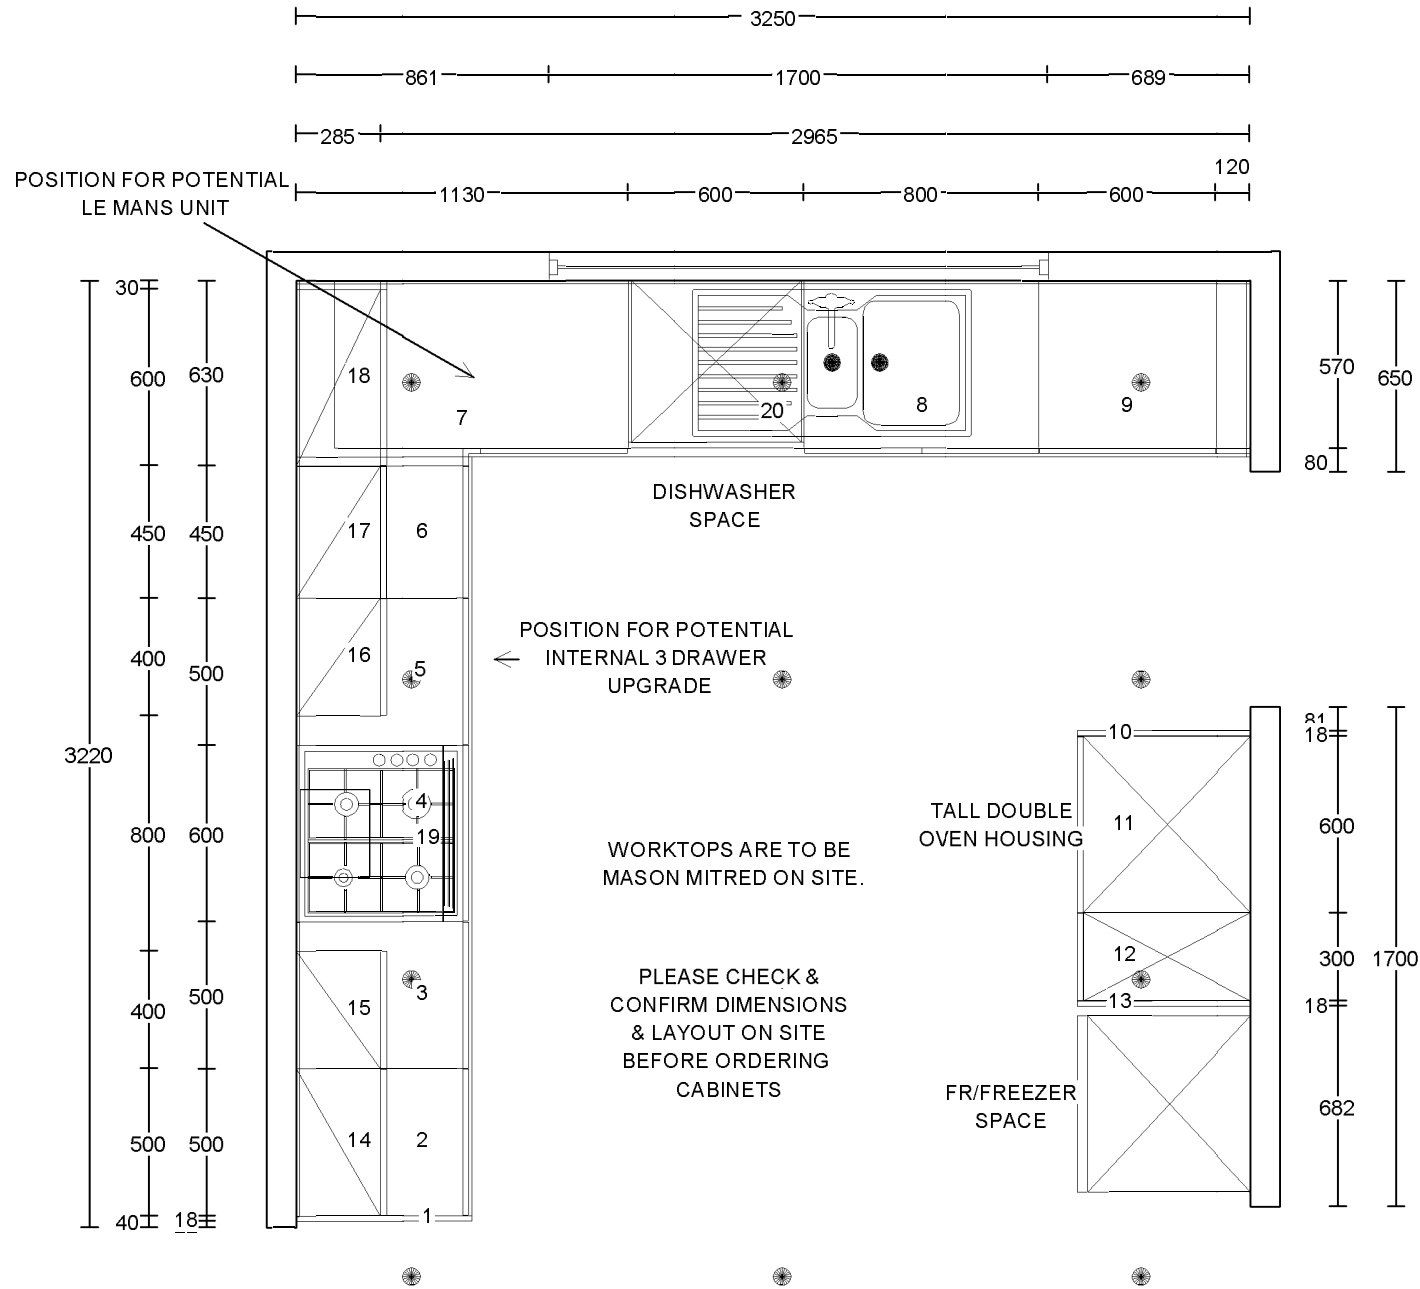 3250
861 1700 689
285 2965
120
1130 600 800 600
POSITION FOR POTENTIAL
LE MANS UNIT
30
600 630
18
7
20
8
9
570
650
80
DISHWASHER
SPACE
450 450
17 6
POSITION FOR POTENTIAL
INTERNAL 3 DRAWER
UPGRADE
400 500
16 5
3220
800 600
4
19
81
18
10
TALL DOUBLE
OVEN HOUSING
11
600
WORKTOPS ARE TO BE
MASON MITRED ON SITE.
12
300
1700
13
18
PLEASE CHECK &
CONFIRM DIMENSIONS
& LAYOUT ON SITE
BEFORE ORDERING
CABINETS
400 500
15 3
FR/FREEZER
SPACE
682
500 500
14 2
40 18
1